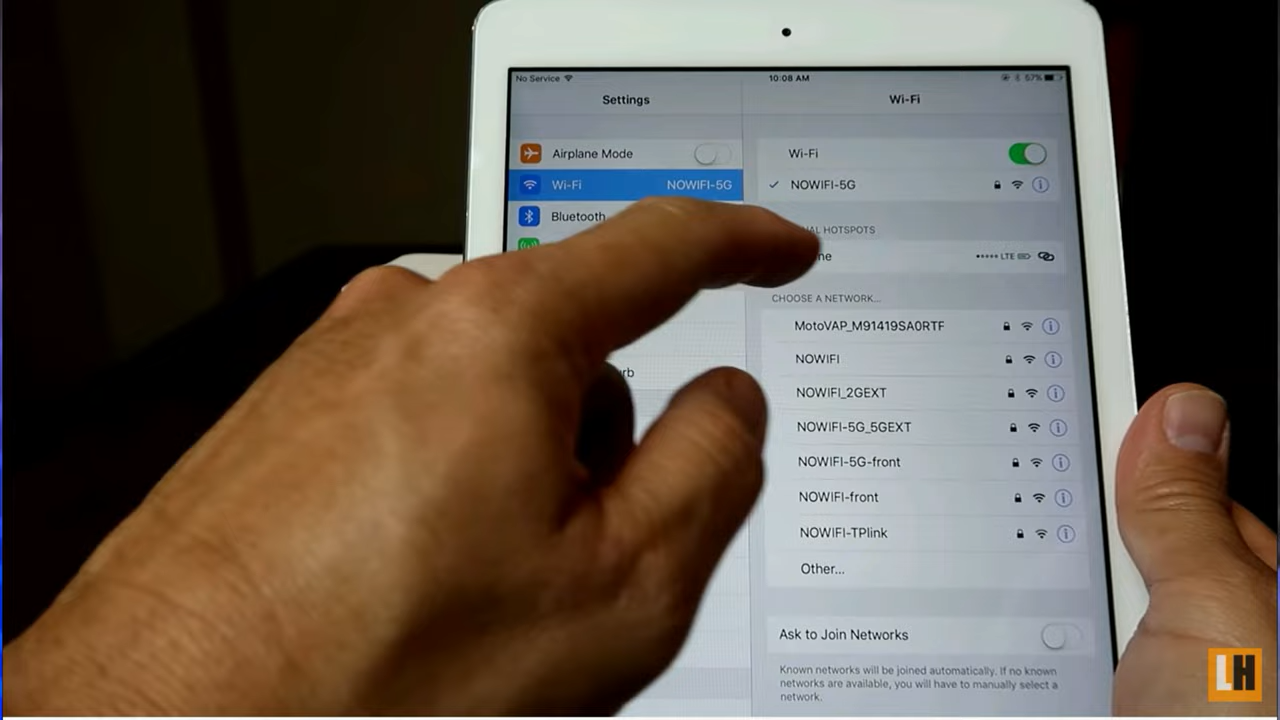 No Service 10:08 AM 57%
Settings
Wi-Fi
Airplane Mode
Wi-Fi NOWIFI-5G
Bluetooth
Wi-Fi
NOWIFI-5G
HOTSPOTS
LTE
CHOOSE A NETWORK...
MotoVAP_M91419SA0RTF
NOWIFI
NOWIFI_2GEXT
NOWIFI-5G_5GEXT
NOWIFI-5G-front
NOWIFI-front
NOWIFI-TPlink
Other...
Ask to Join Networks
Known networks will be joined automatically. If no known
networks are available, you will have to manually select a
network.
LH